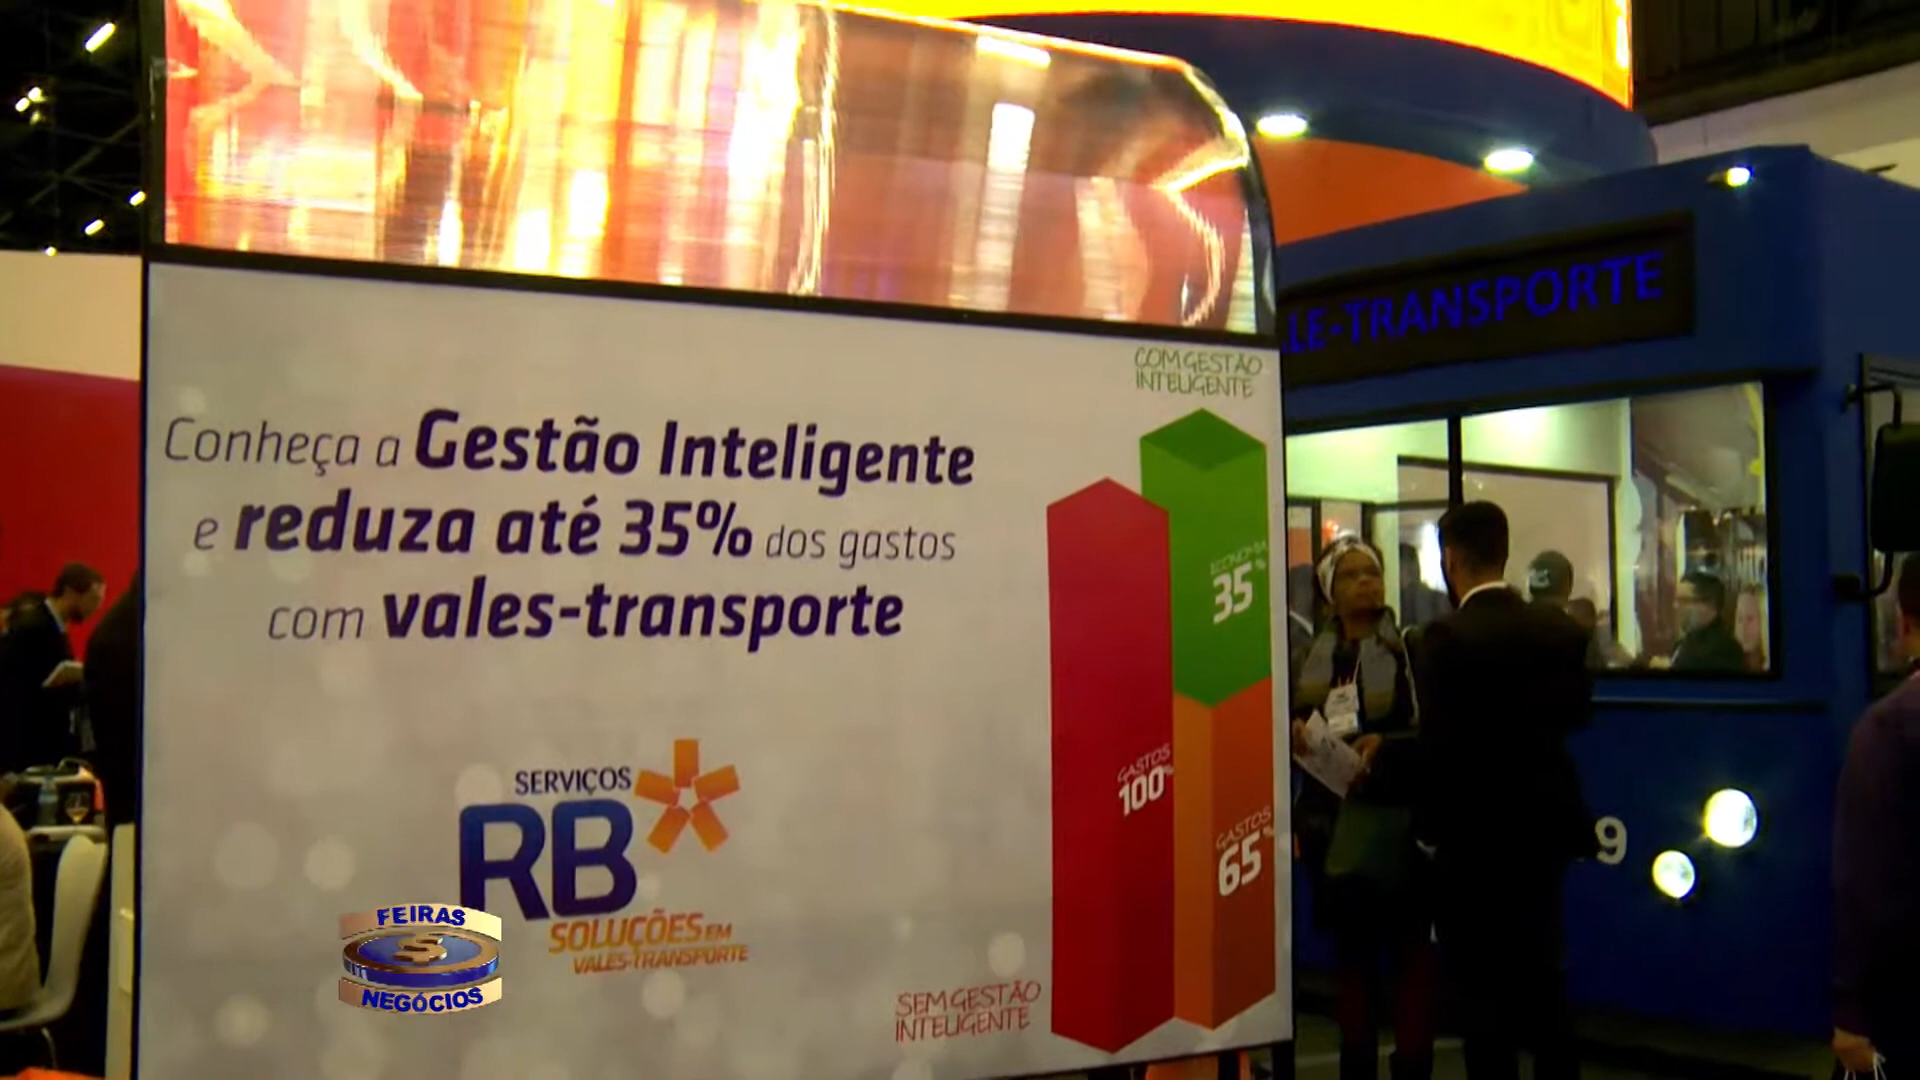 LE-TRANSPORTE
COM GESTÃO
INTELIGENTE
Conheça a Gestão Inteligente
e reduza até 35% dos gastos
com vales-transporte
ECONOMIA
35%
GASTOS
100%
GASTOS
65%
SERVIÇOS
RB
SOLUÇÕES EM
VALES-TRANSPORTE
SEM GESTÃO
INTELIGENTE
9
FEIRAS
$
NEGÓCIOS